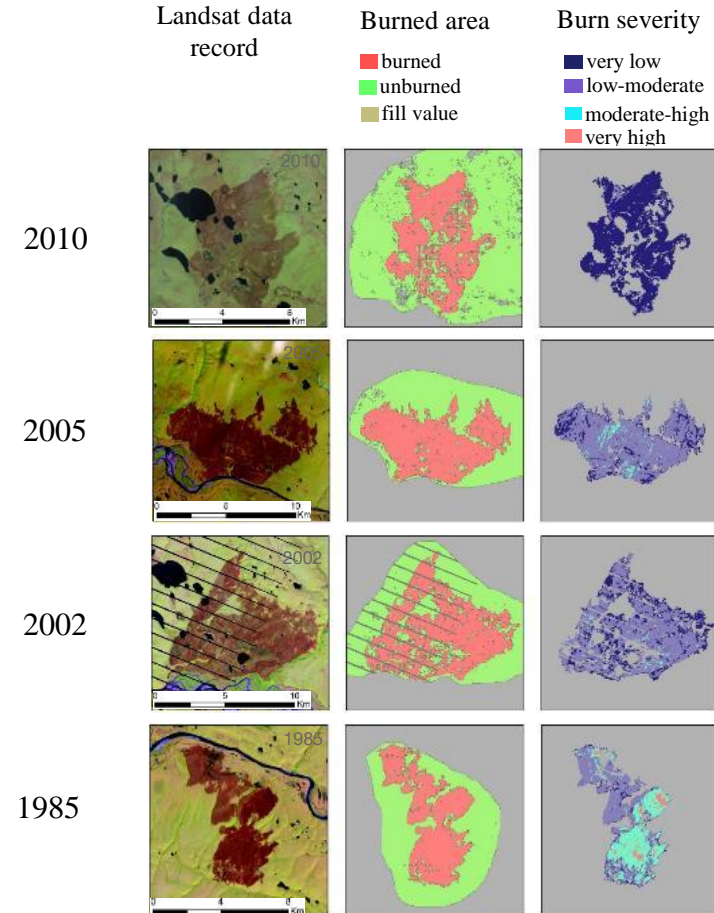 Landsat data
record
Burned area
burned
unburned
fill value
Burn severity
very low
low-moderate
moderate-high
very high
2010
2010
0 4 8
Km
2005
2005
0 10
Km
2002
2002
0 5 10
Km
1985
1985
0 4 8